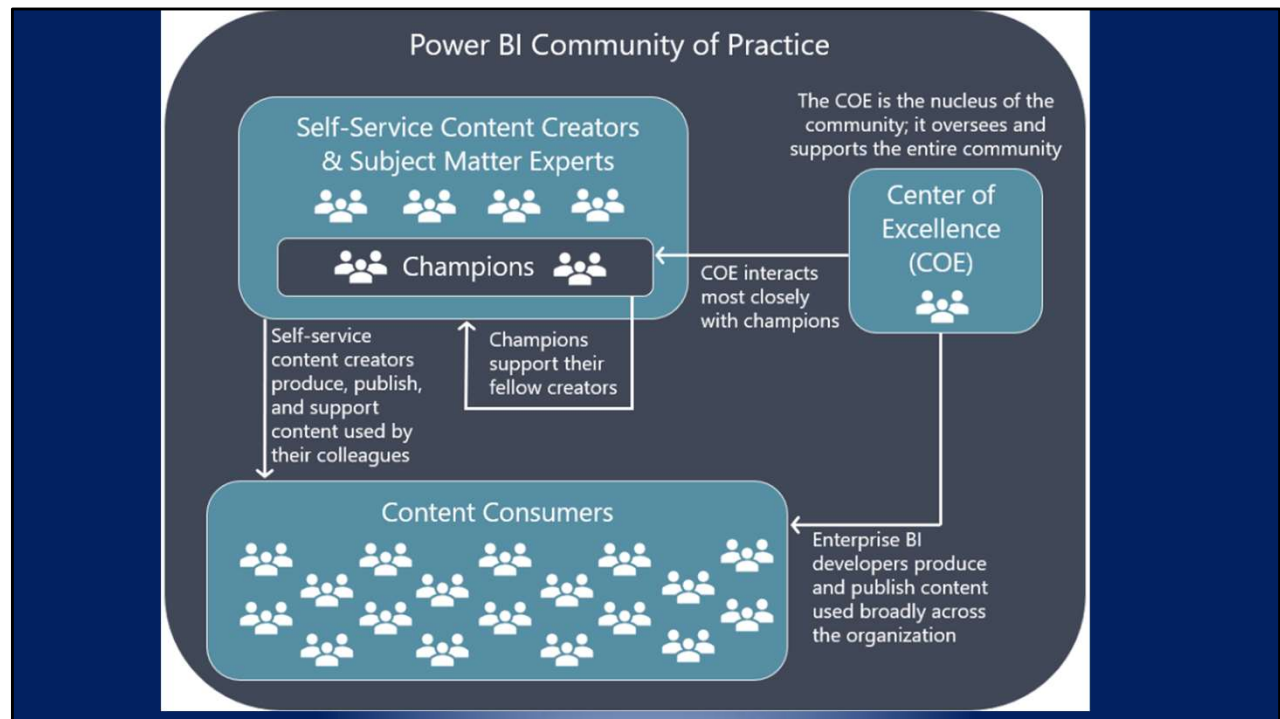 Power BI Community of Practice
Self-Service Content Creators
& Subject Matter Experts
Champions
The COE is the nucleus of the
community; it oversees and
supports the entire community
Center of
Excellence
(COE)
COE interacts
most closely
with champions
Champions
support their
fellow creators
Self-service
content creators
produce, publish,
and support
content used by
their colleagues
Content Consumers
Enterprise BI
developers produce
and publish content
used broadly across
the organization